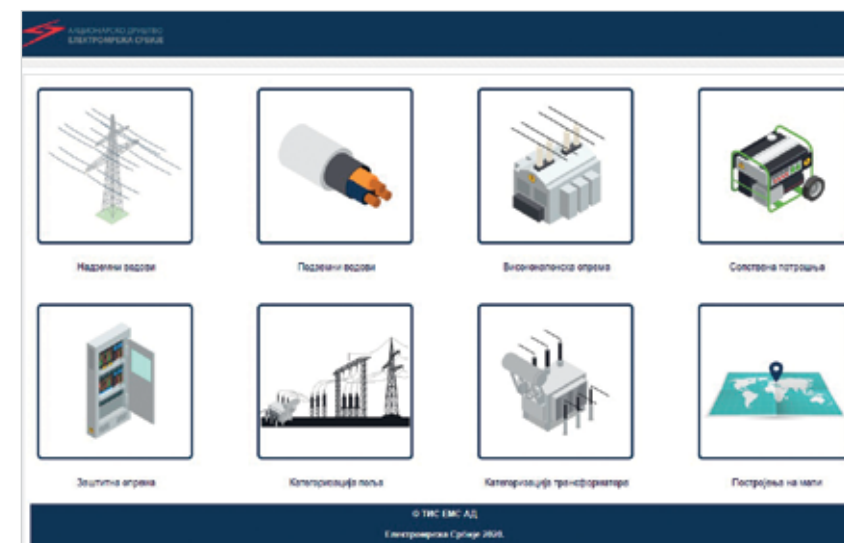 АКЦИОНАРСКО ДРУШТВО
ЕЛЕКТРОМРЕЖА СРБИЈЕ
Надземни водови
Подземни водови
Високонапонска опрема
Сопствена потрошња
Заштитна опрема
Категоризација поља
Категоризација трансформатора
Постројења на мапи
© ТИС ЕМС АД
Електромрежа Србије 2020.